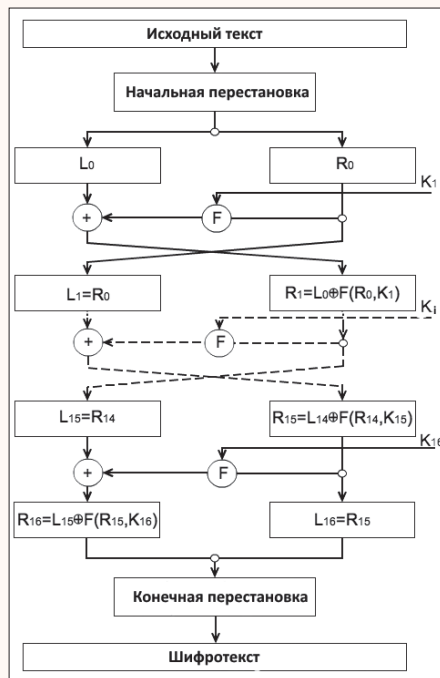 Исходный текст
Начальная перестановка
L₀ R₀
K₁
+ F
L₁=R₀ R₁=L₀⊕F(R₀,K₁)
Kᵢ
+ F
L₁₅=R₁₄ R₁₅=L₁₄⊕F(R₁₄,K₁₅)
K₁₆
+ F
R₁₆=L₁₅⊕F(R₁₅,K₁₆) L₁₆=R₁₅
Конечная перестановка
Шифротекст